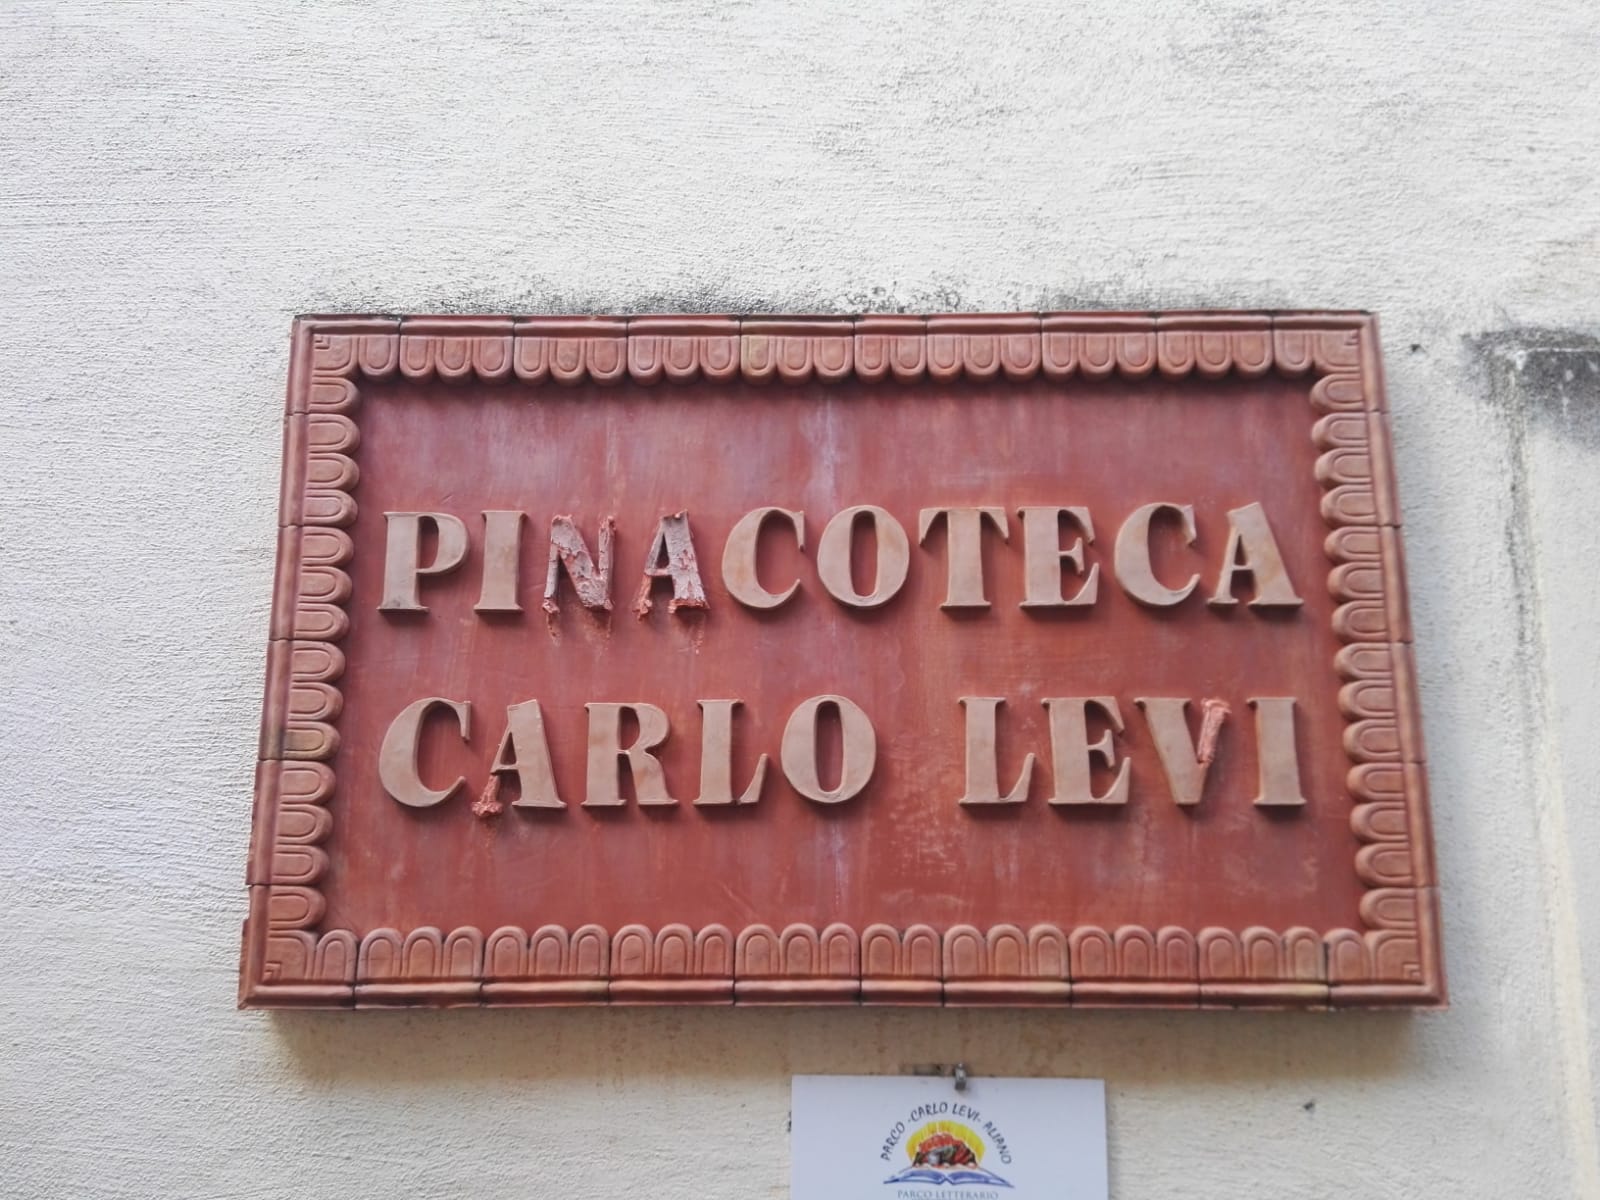 PINACOTECA
CARLO LEVI
PARCO -CARLO LEVI- ALIANO
PARCO LETTERARIO